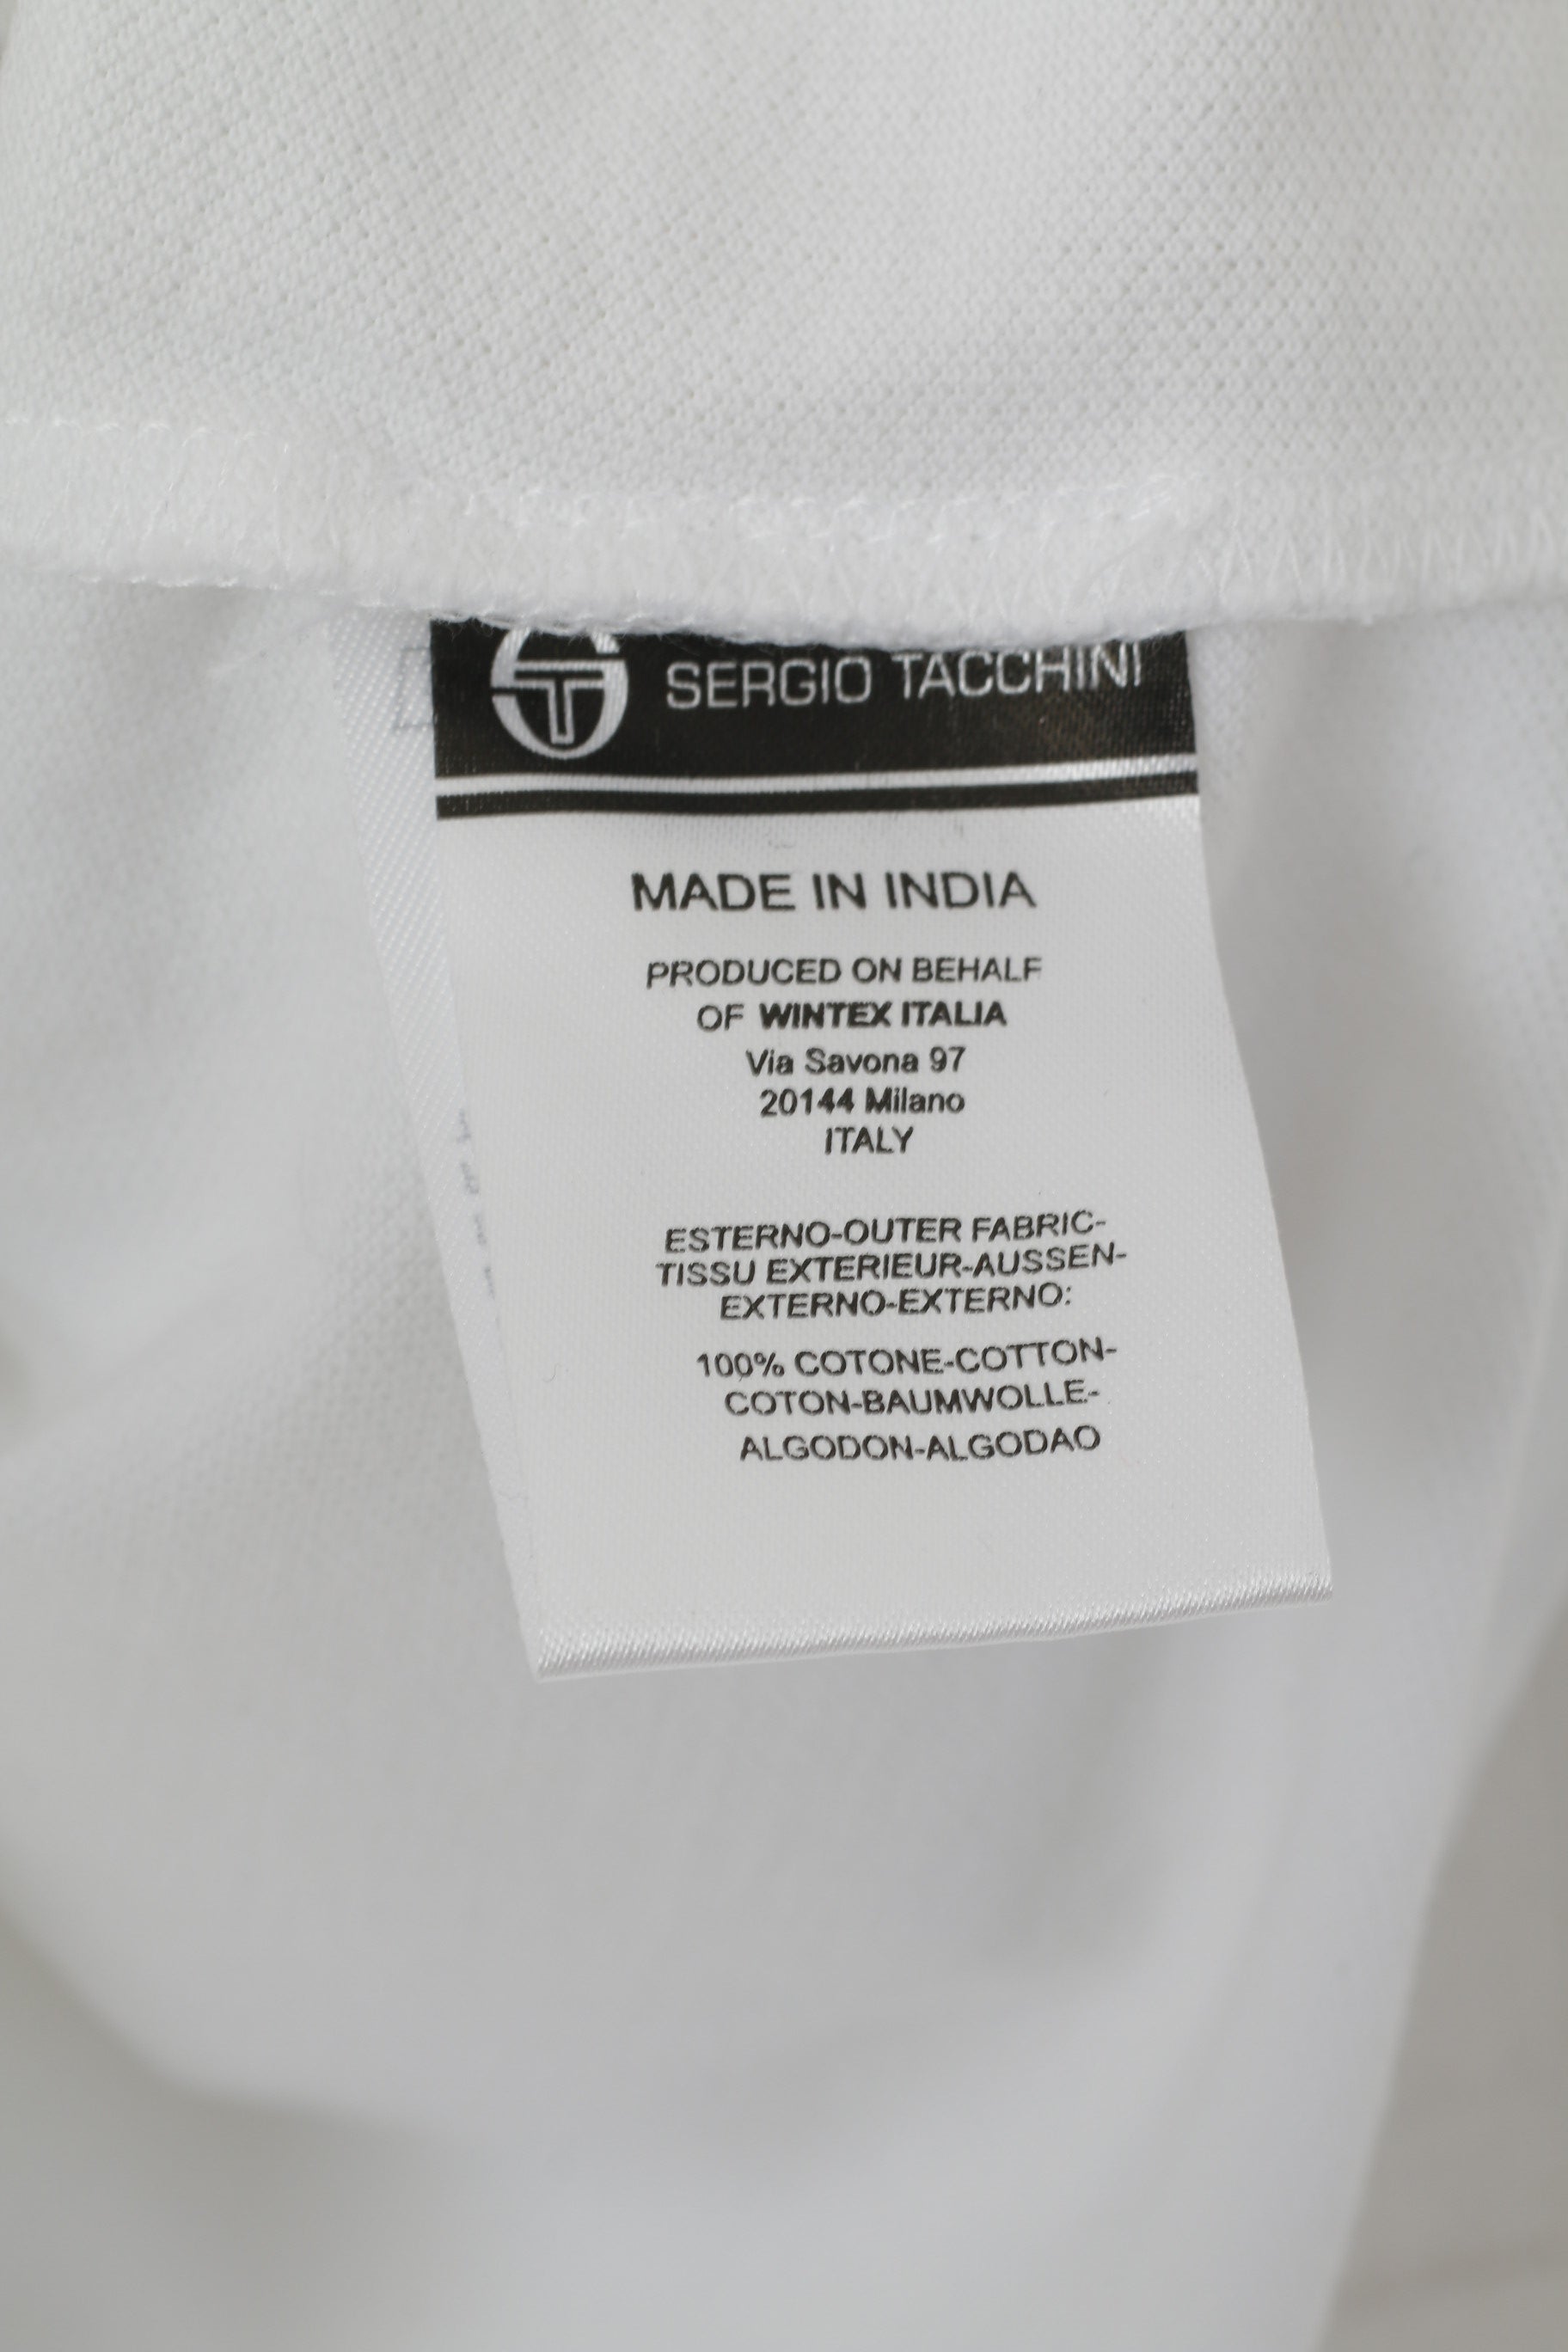 ST SERGIO TACCHINI
MADE IN INDIA
PRODUCED ON BEHALF
OF WINTEX ITALIA
Via Savona 97
20144 Milano
ITALY
ESTERNO-OUTER FABRIC-
TISSU EXTERIEUR-AUSSEN-
EXTERNO-EXTERNO:
100% COTONE-COTTON-
COTON-BAUMWOLLE-
ALGODON-ALGODAO